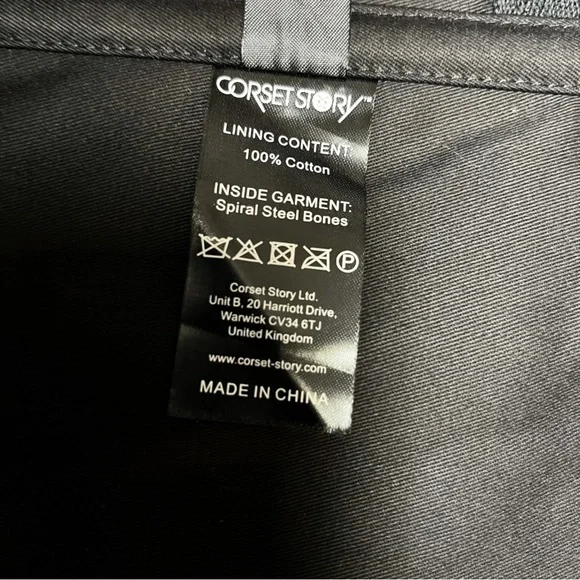 CORSET STORY™
LINING CONTENT:
100% Cotton
INSIDE GARMENT:
Spiral Steel Bones
P
Corset Story Ltd.
Unit B, 20 Harriott Drive,
Warwick CV34 6TJ
United Kingdom
www.corset-story.com
MADE IN CHINA